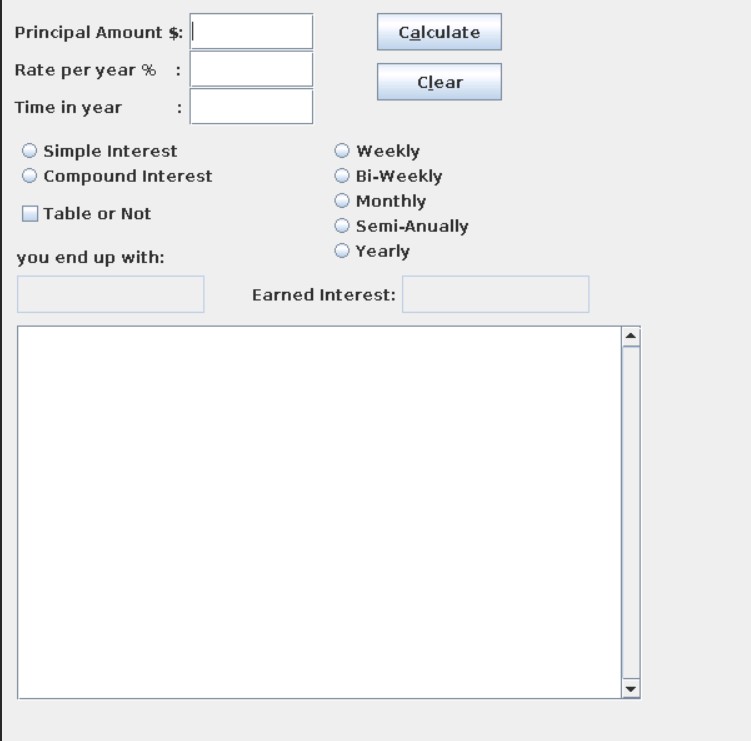 Principal Amount $:
Calculate
Rate per year % :
Clear
Time in year :
Simple Interest
Weekly
Compound Interest
Bi-Weekly
Monthly
Table or Not
Semi-Anually
Yearly
you end up with:
Earned Interest: